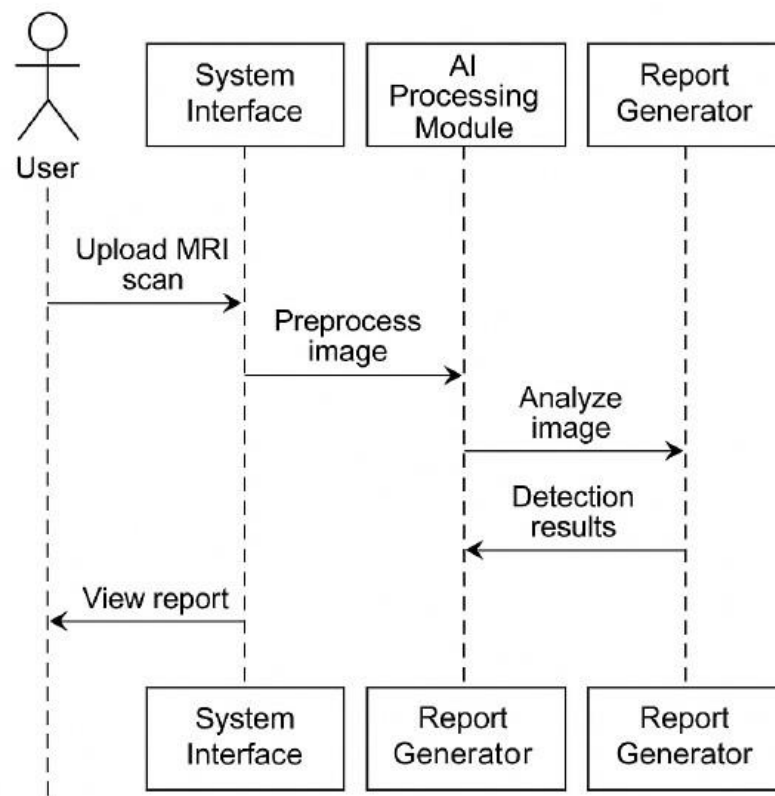 User
System
Interface
AI
Processing
Module
Report
Generator
Upload MRI
scan
Preprocess
image
Analyze
image
Detection
results
View report
System
Interface
Report
Generator
Report
Generator